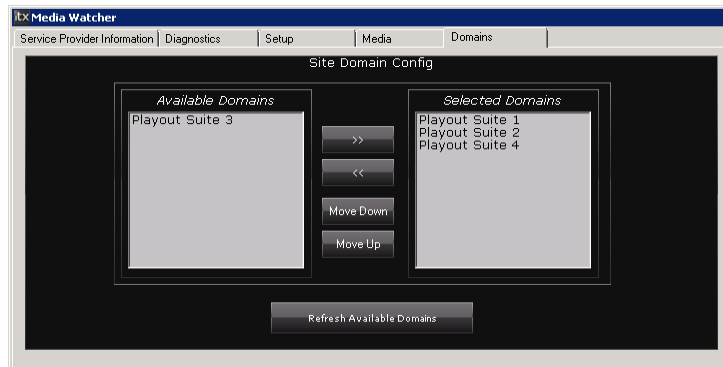 itx Media Watcher
Service Provider Information Diagnostics Setup Media Domains
Site Domain Config
Available Domains
Playout Suite 3
>>
<<
Move Down
Move Up
Selected Domains
Playout Suite 1
Playout Suite 2
Playout Suite 4
Refresh Available Domains